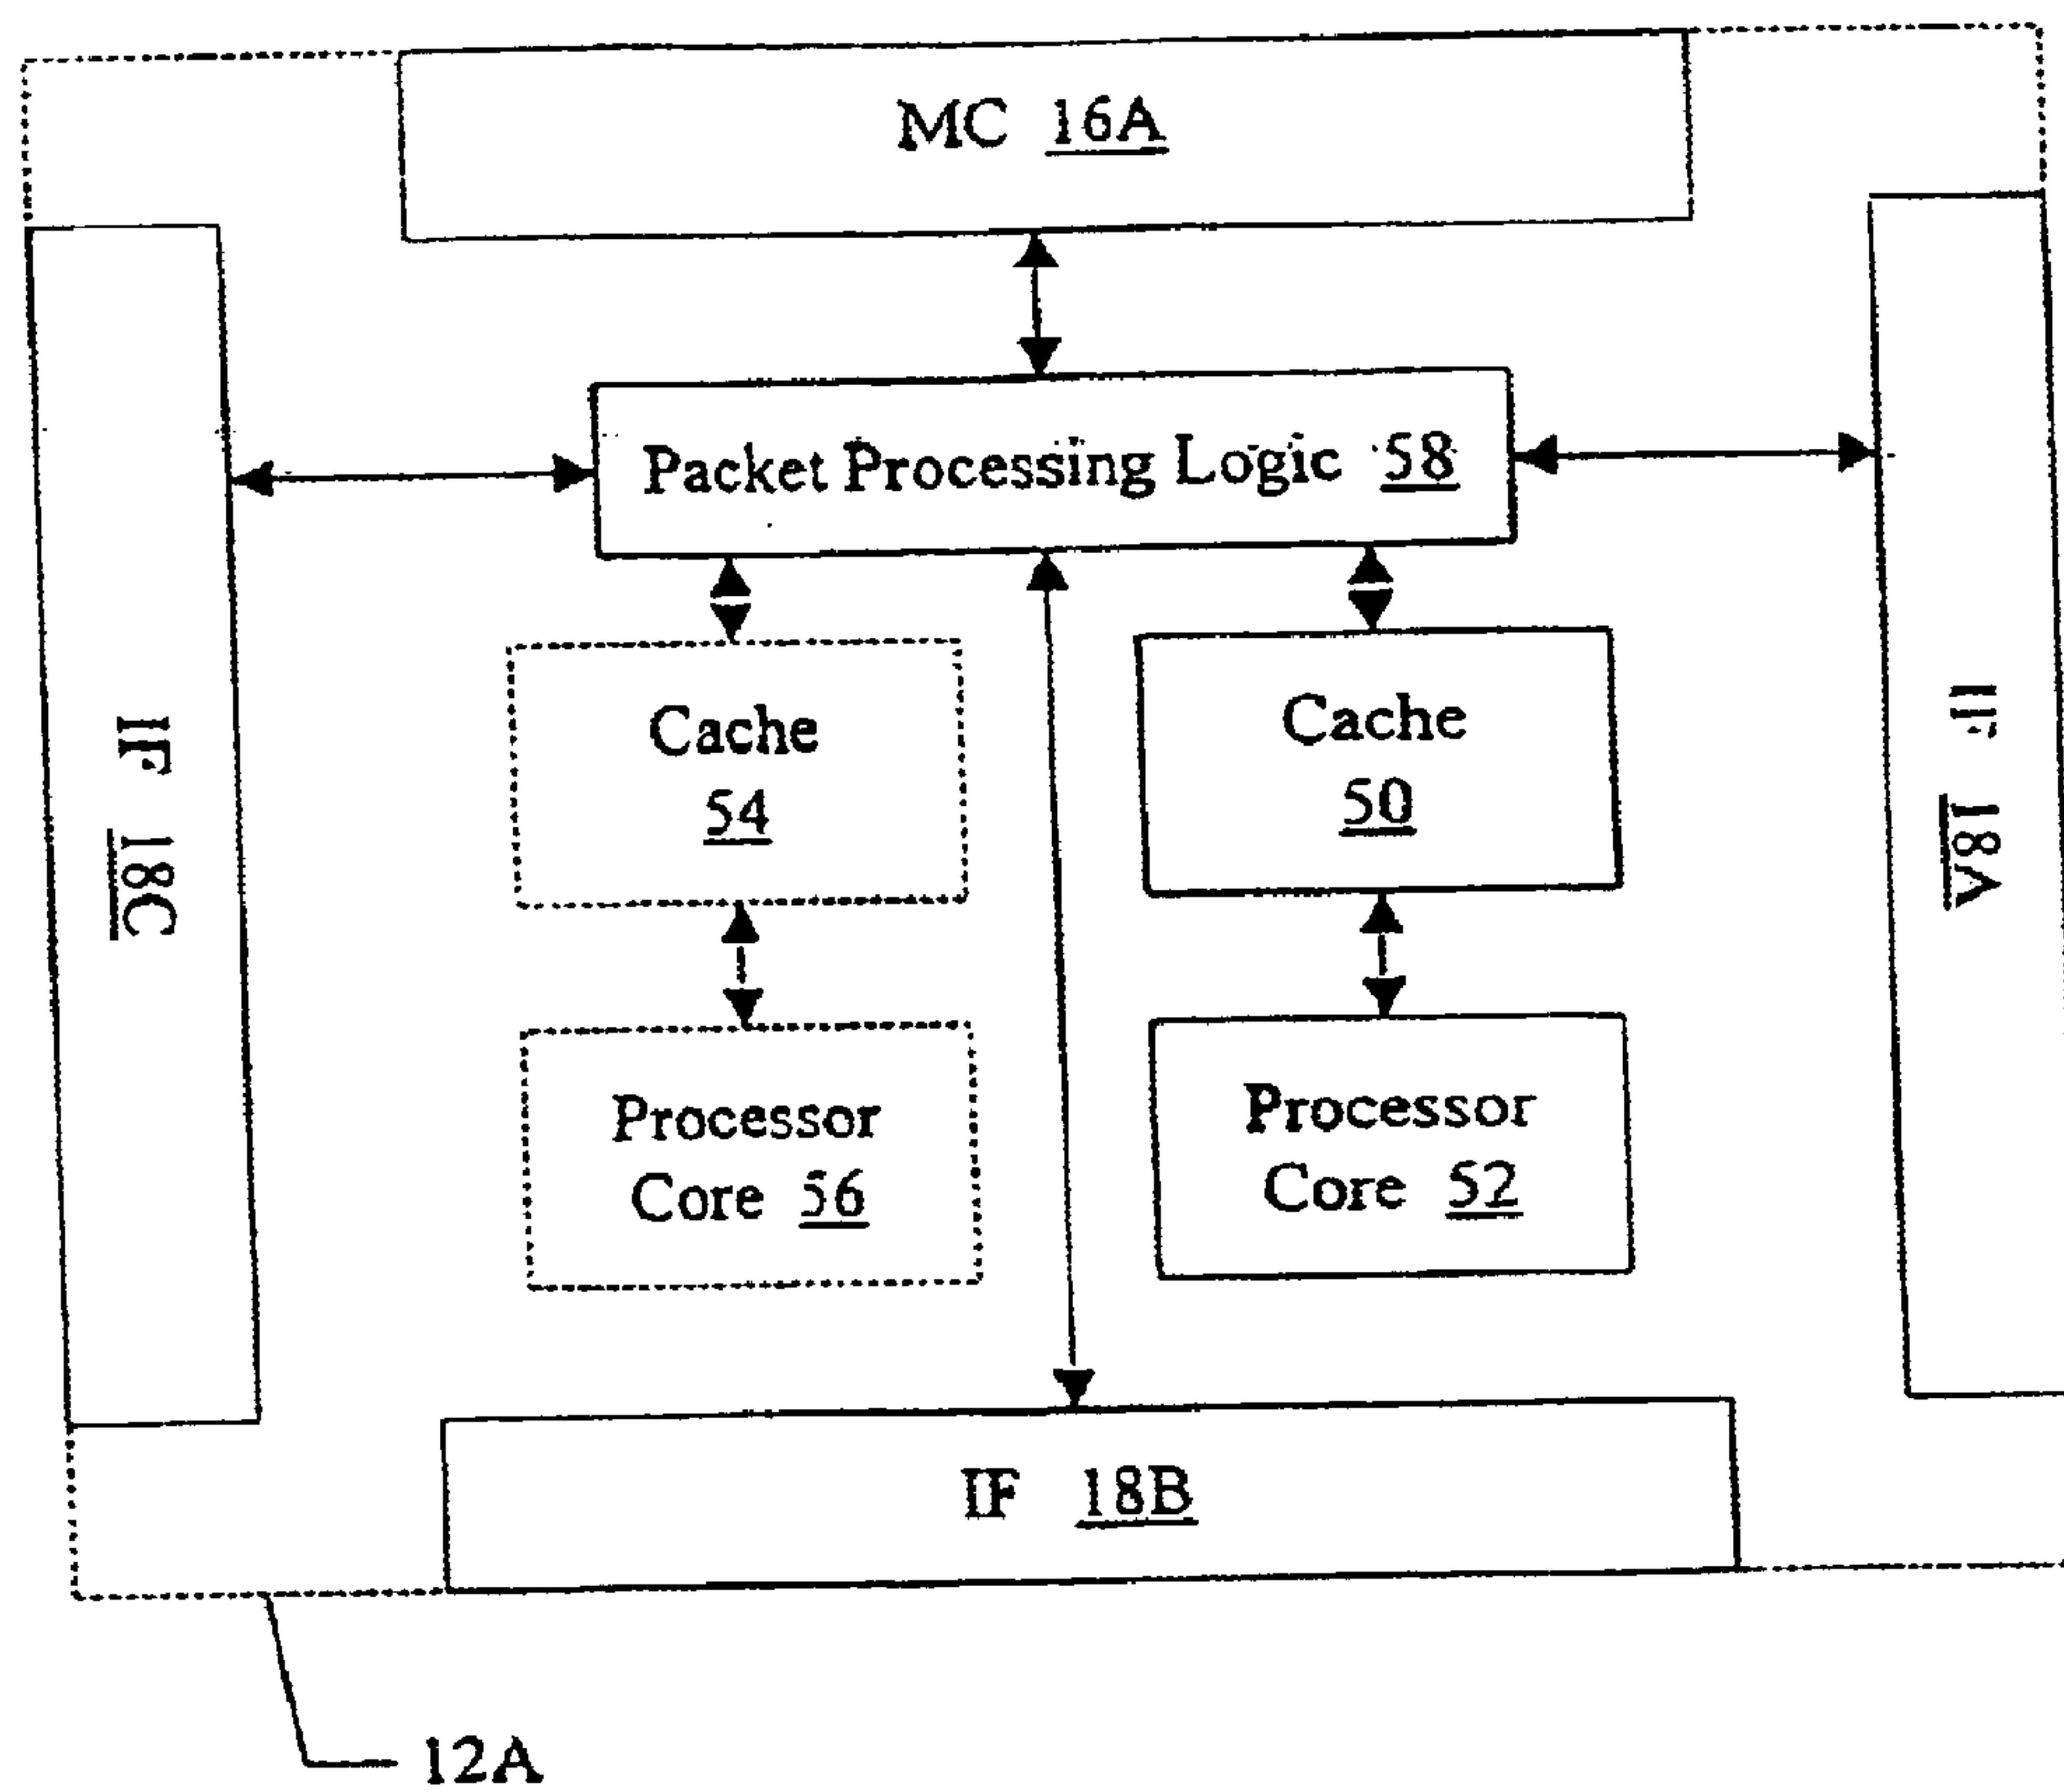 MC 16A
Packet Processing Logic 58
IF 18C
Cache
54
Cache
50
IF 18A
Processor
Core 56
Processor
Core 52
IF 18B
12A